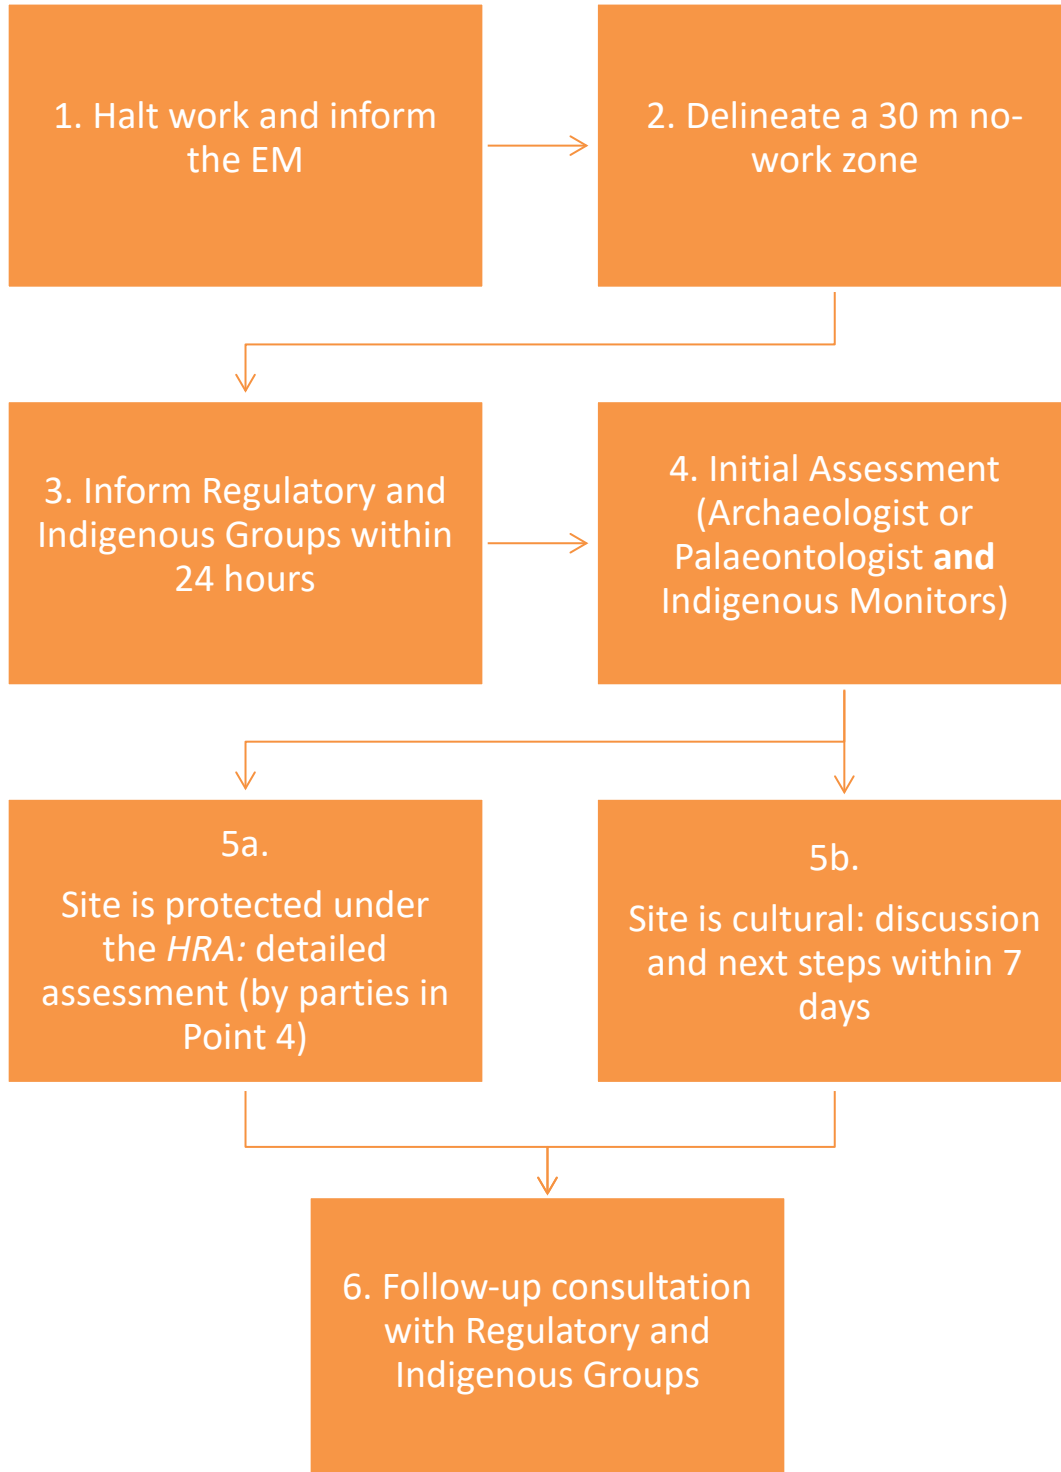 1. Halt work and inform
the EM
2. Delineate a 30 m no-
work zone
3. Inform Regulatory and
Indigenous Groups within
24 hours
4. Initial Assessment
(Archaeologist or
Palaeontologist and
Indigenous Monitors)
5a.
Site is protected under
the HRA: detailed
assessment (by parties in
Point 4)
5b.
Site is cultural: discussion
and next steps within 7
days
6. Follow-up consultation
with Regulatory and
Indigenous Groups